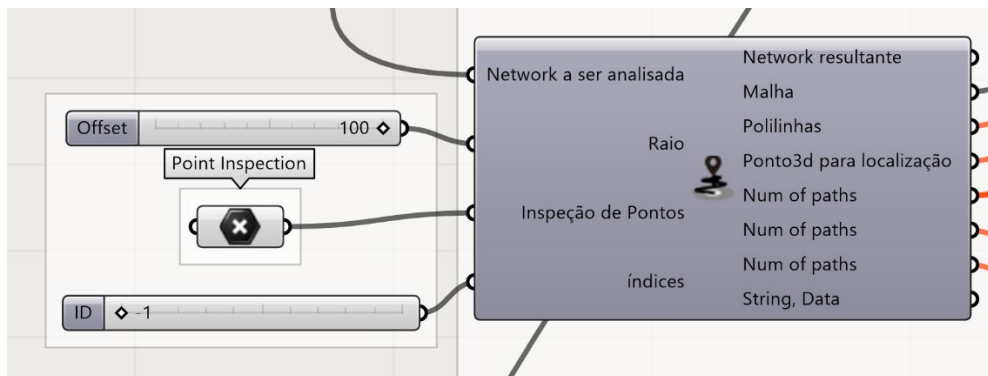 Offset
100
Point Inspection
ID
-1
Network a ser analisada
Raio
Inspeção de Pontos
índices
Network resultante
Malha
Polilinhas
Ponto3d para localização
Num of paths
Num of paths
Num of paths
String, Data